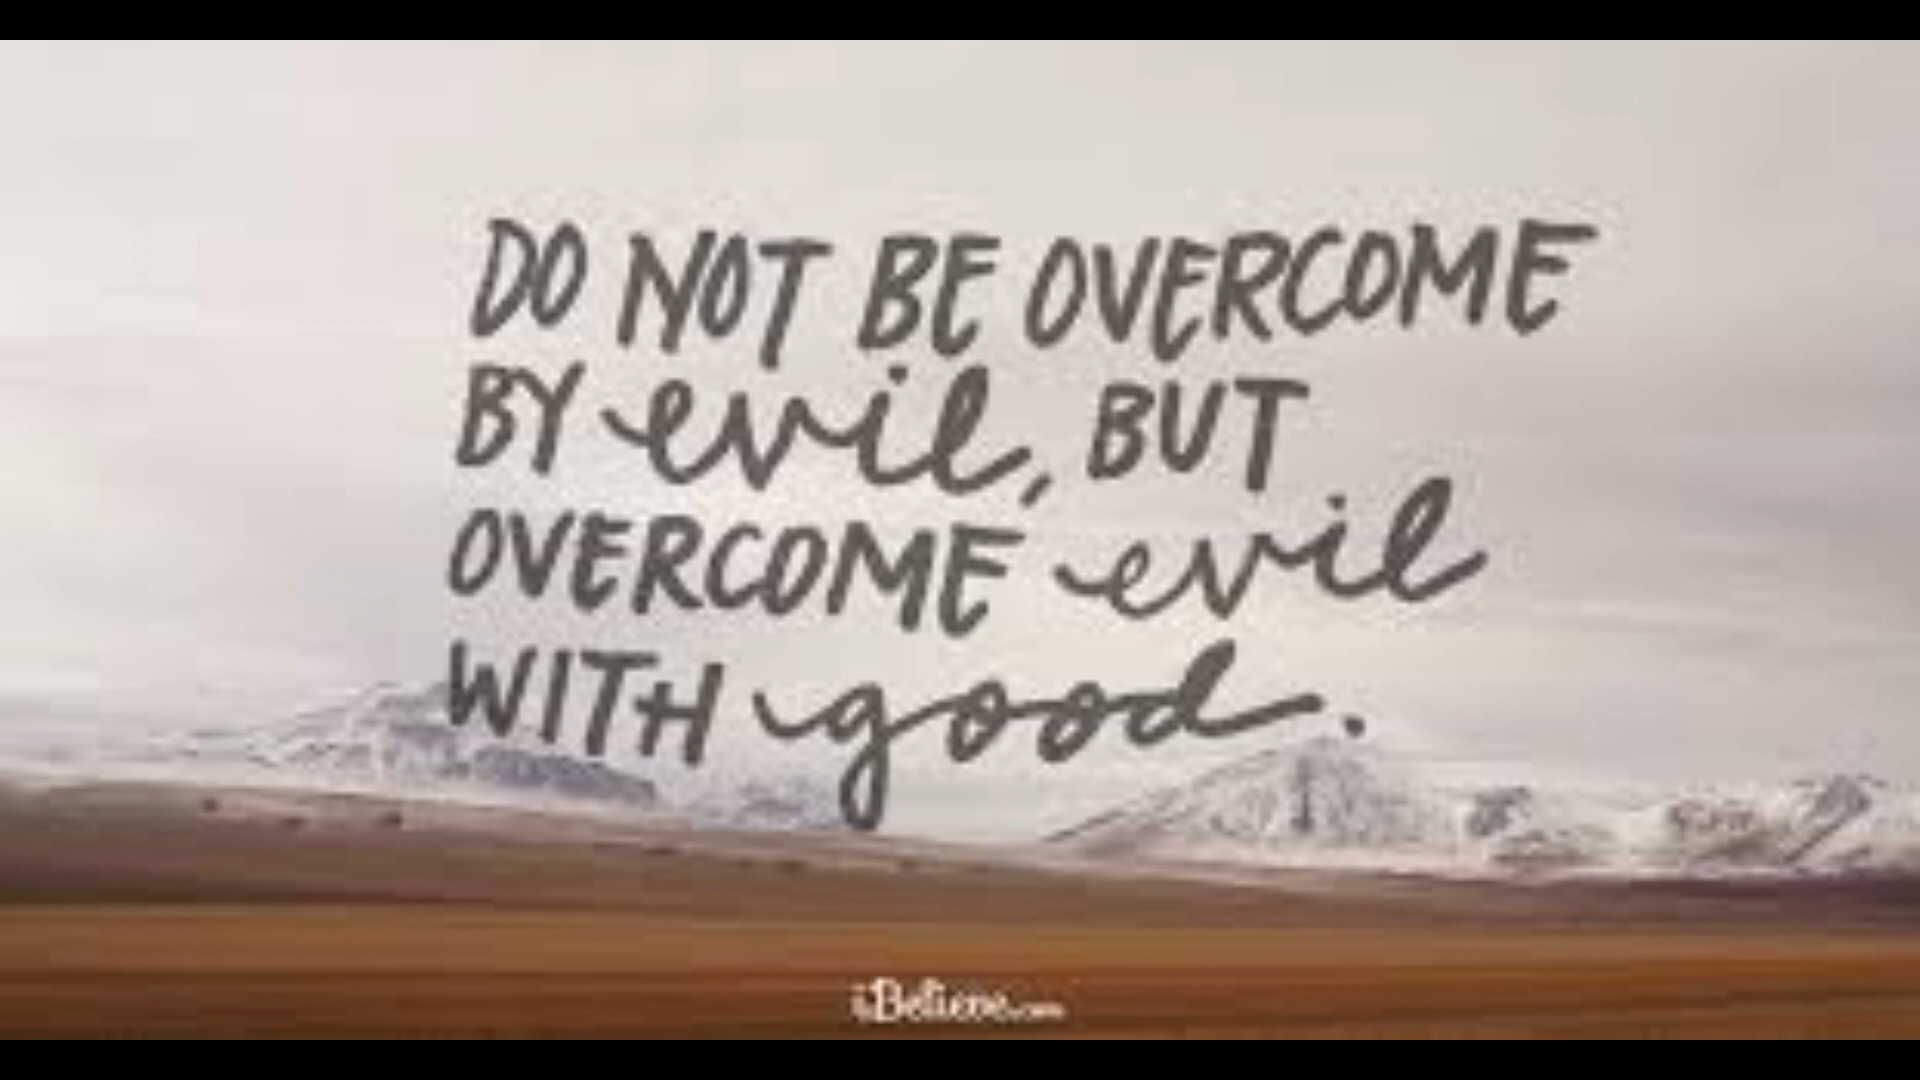 DO NOT BE OVERCOME
BY evil, BUT
OVERCOME evil
WITH good.
iBelieve.com